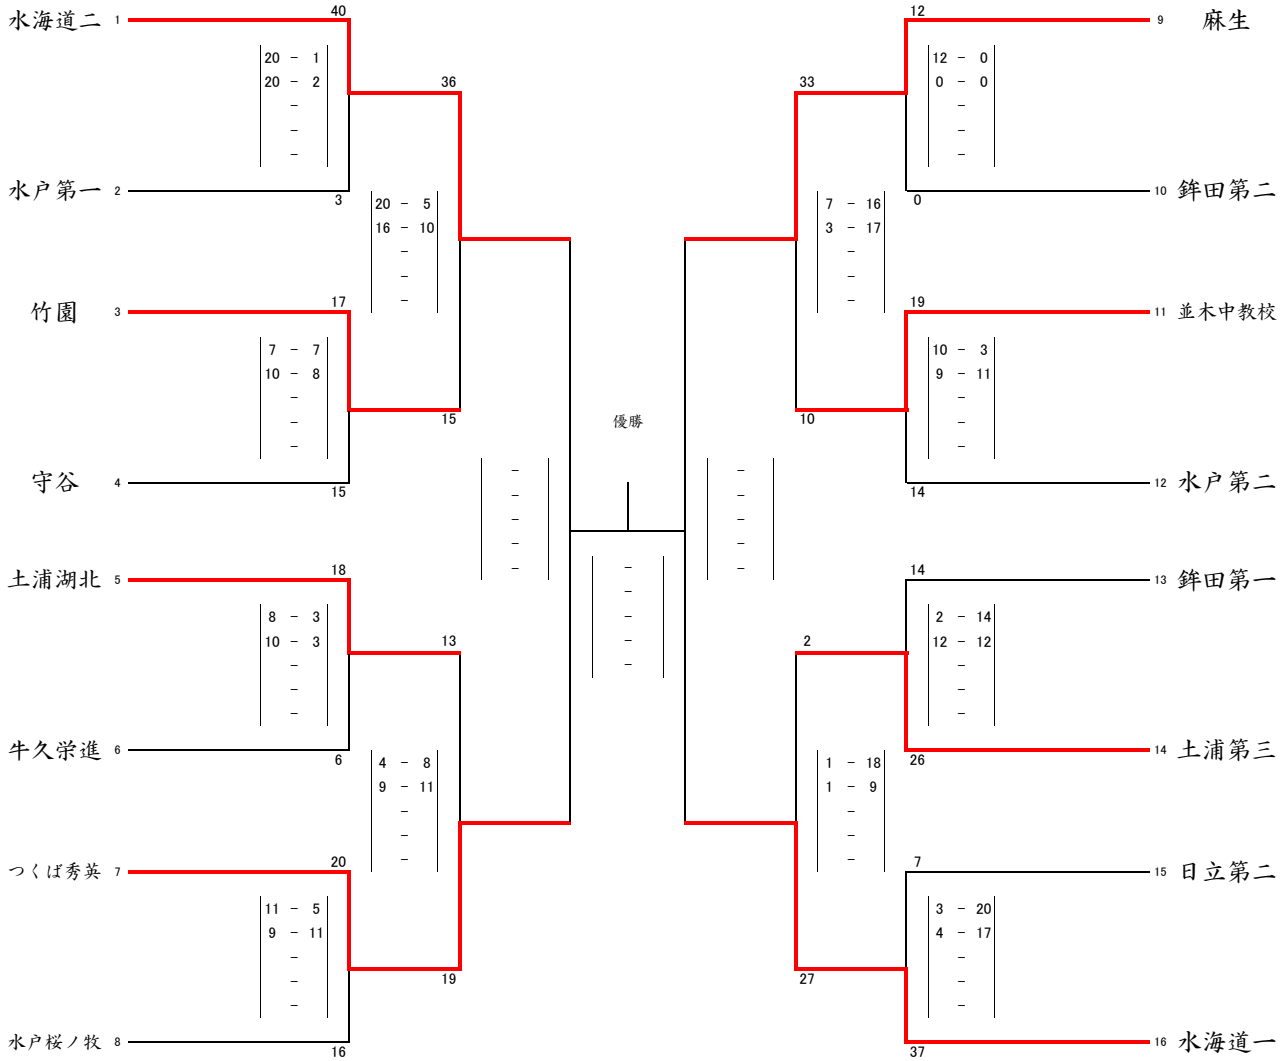 水海道二 1 40
20 - 1
20 - 2
-
-
-
36
水戸第一 2 3
20 - 5
16 - 10
-
-
-
竹園 3 17
7 - 7
10 - 8
-
-
-
15
守谷 4 15
-
-
-
-
-
土浦湖北 5 18
8 - 3
10 - 3
-
-
-
13
牛久栄進 6 6
4 - 8
9 - 11
-
-
-
つくば秀英 7 20
11 - 5
9 - 11
-
-
-
19
水戸桜ノ牧 8 16
優勝
-
-
-
-
-
12 9 麻生
12 - 0
0 - 0
-
-
-
33
0 10 鉾田第二
7 - 16
3 - 17
-
-
-
19 11 並木中教校
10 - 3
9 - 11
-
-
-
10
14 12 水戸第二
-
-
-
-
-
14 13 鉾田第一
2 - 14
12 - 12
-
-
-
2
26 14 土浦第三
1 - 18
1 - 9
-
-
-
7 15 日立第二
3 - 20
4 - 17
-
-
-
27
37 16 水海道一